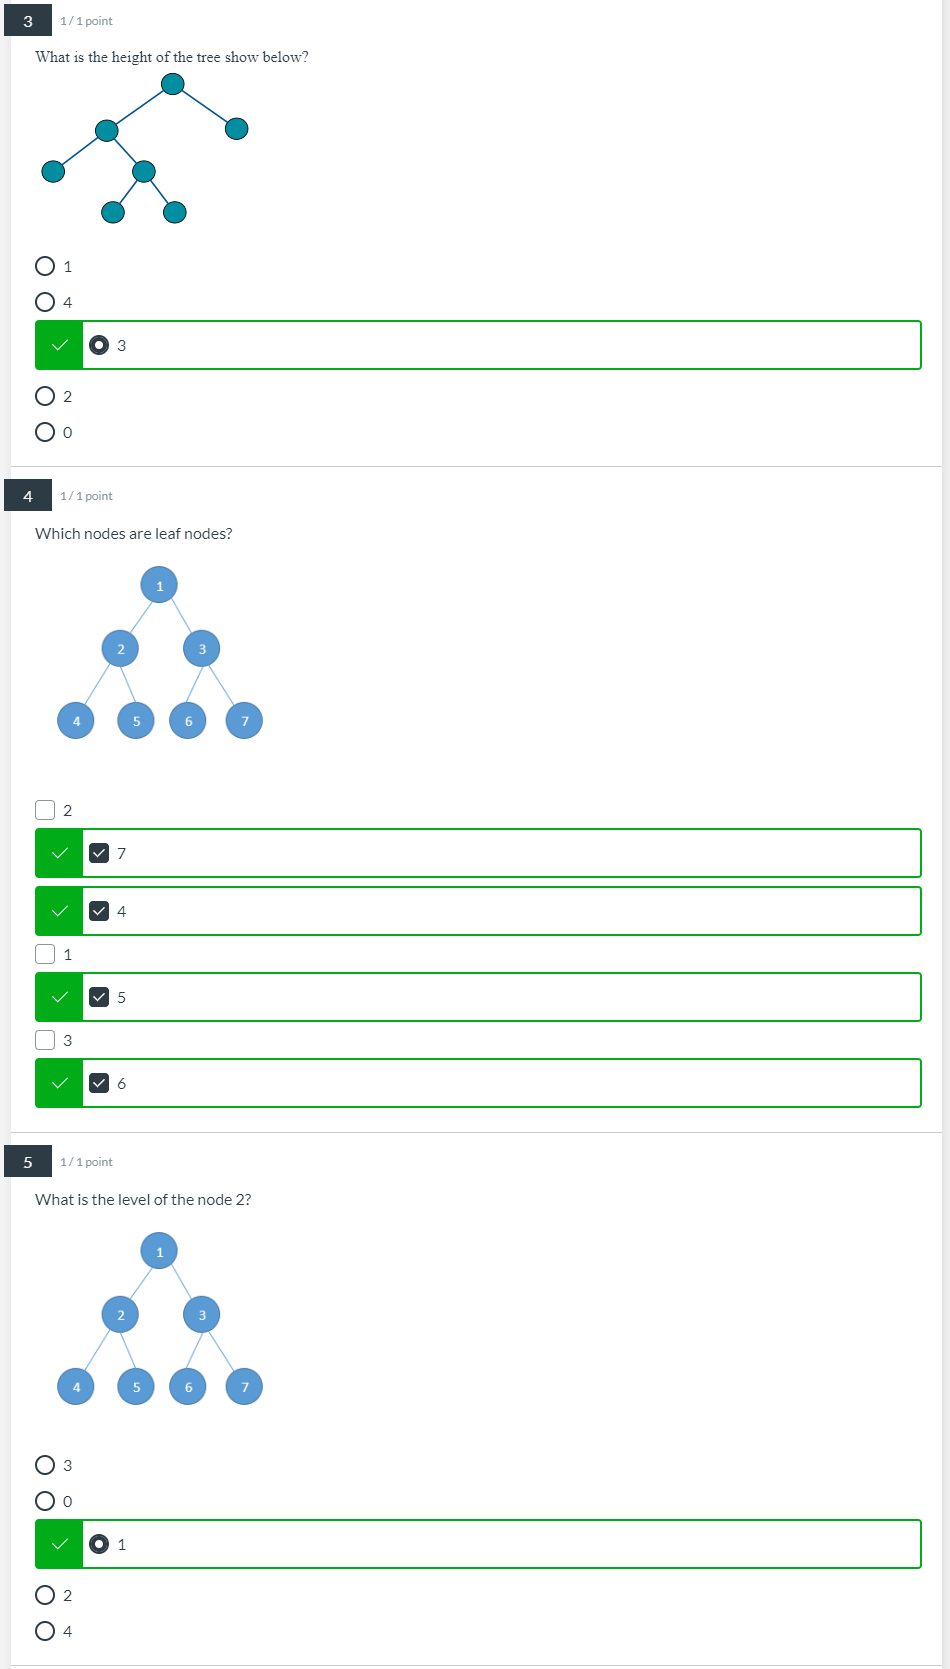 3 1 / 1 point
What is the height of the tree show below?
1
4
3
2
0
4 1 / 1 point
Which nodes are leaf nodes?
1
2 3
4 5 6 7
2
7
4
1
5
3
6
5 1 / 1 point
What is the level of the node 2?
1
2 3
4 5 6 7
3
0
1
2
4